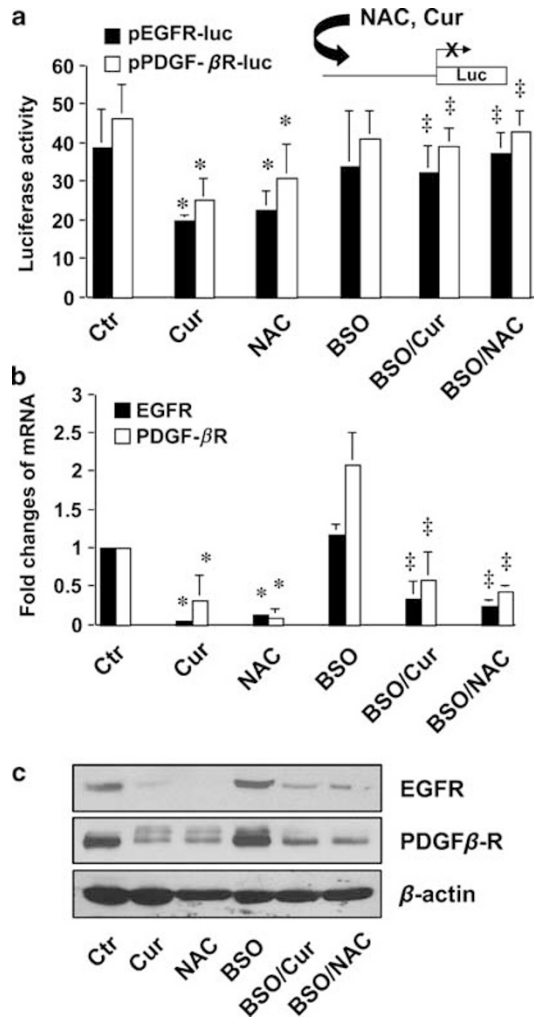 a
pEGFR-luc
pPDGF-βR-luc
NAC, Cur
X
Luc
Luciferase activity
60
50
40
30
20
10
0
* * * * ‡ ‡ ‡ ‡
Ctr Cur NAC BSO BSO/Cur BSO/NAC
b
EGFR
PDGF-βR
Fold changes of mRNA
3
2.5
2
1.5
1
0.5
0
* * * * ‡ ‡ ‡ ‡
Ctr Cur NAC BSO BSO/Cur BSO/NAC
c
EGFR
PDGFβ-R
β-actin
Ctr Cur NAC BSO BSO/Cur BSO/NAC